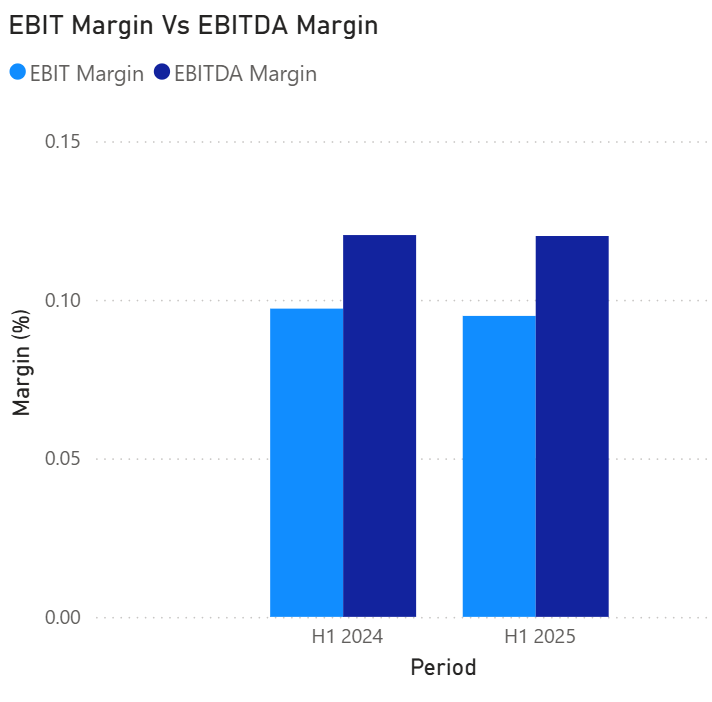 EBIT Margin Vs EBITDA Margin
EBIT Margin EBITDA Margin
0.15
0.10
0.05
0.00
Margin (%)
H1 2024 H1 2025
Period